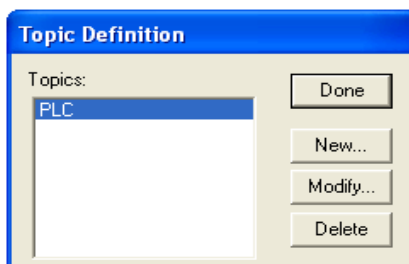 Topic Definition
Topics:
PLC
Done
New...
Modify...
Delete